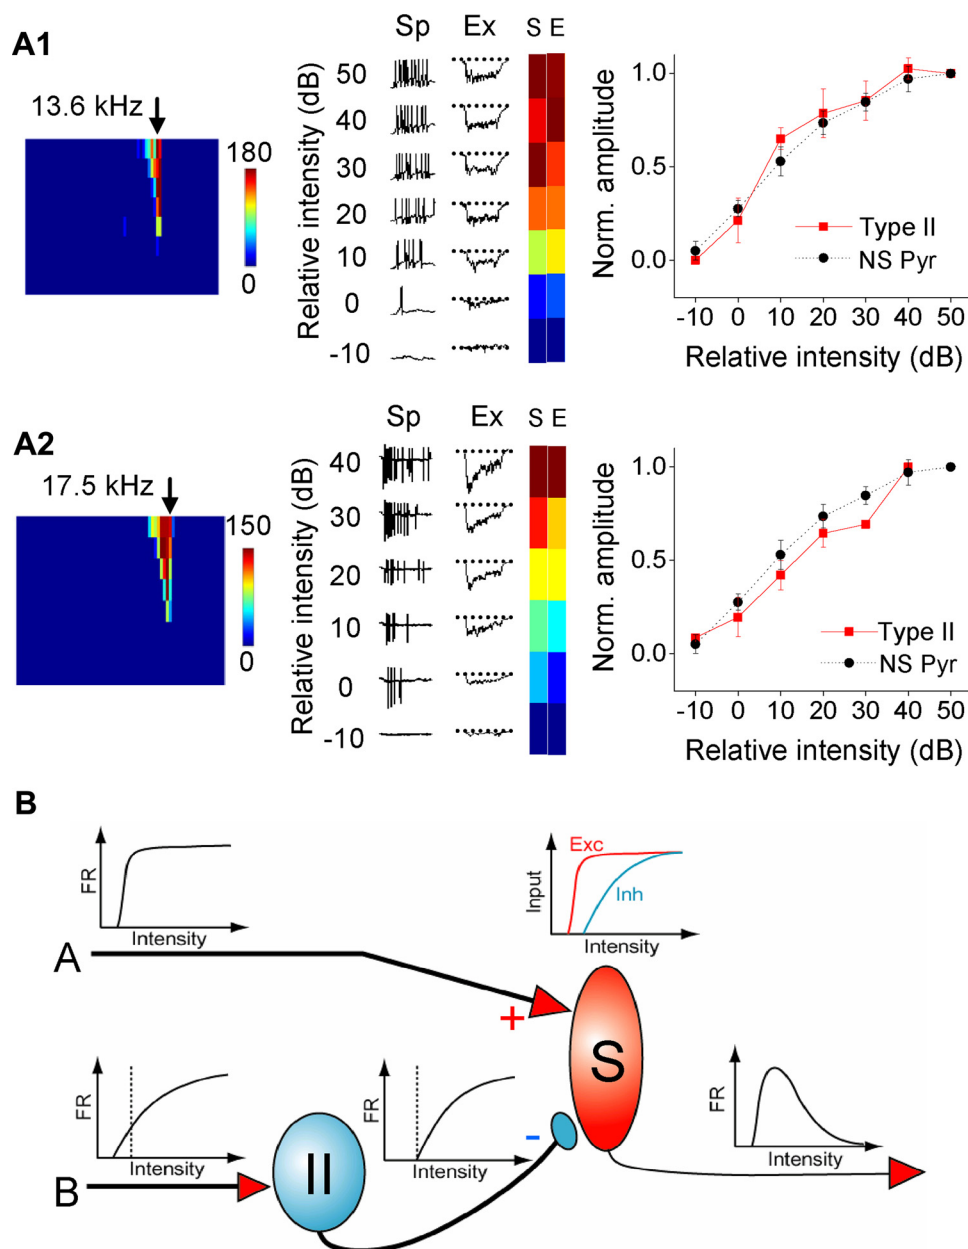 A1
13.6 kHz
180
0
Relative intensity (dB)
Sp Ex S E
50
40
30
20
10
0
-10
Norm. amplitude
1.0
0.5
0.0
Type II
NS Pyr
-10 0 10 20 30 40 50
Relative intensity (dB)
A2
17.5 kHz
150
0
Relative intensity (dB)
Sp Ex S E
40
30
20
10
0
-10
Norm. amplitude
1.0
0.5
0.0
Type II
NS Pyr
-10 0 10 20 30 40 50
Relative intensity (dB)
B
FR
Intensity
Input
Exc
Inh
Intensity
A
+
S
FR
Intensity
FR
Intensity
FR
Intensity
-
II
B